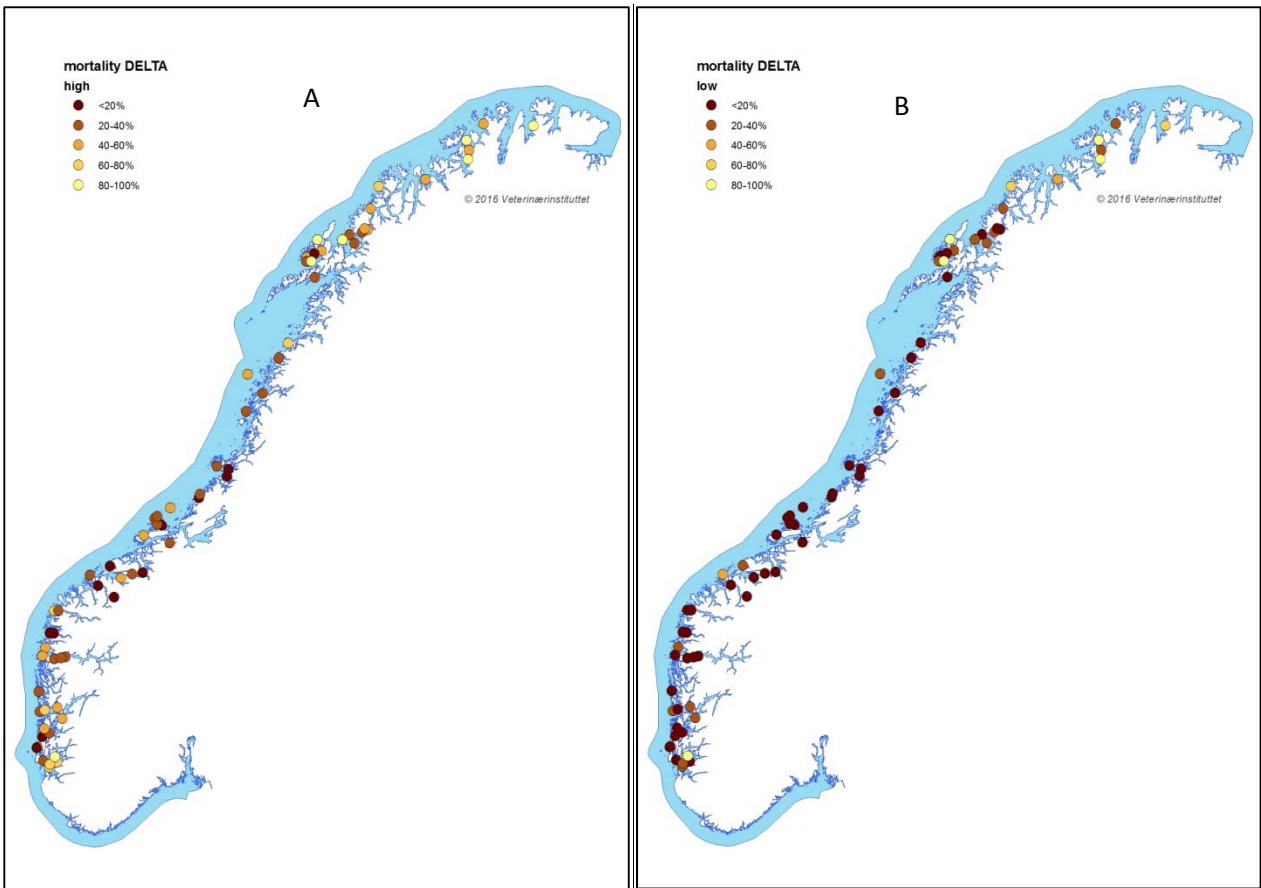 mortality DELTA
high
<20%
20-40%
40-60%
60-80%
80-100%
A
© 2016 Veterinærinstituttet
mortality DELTA
low
<20%
20-40%
40-60%
60-80%
80-100%
B
© 2016 Veterinærinstituttet